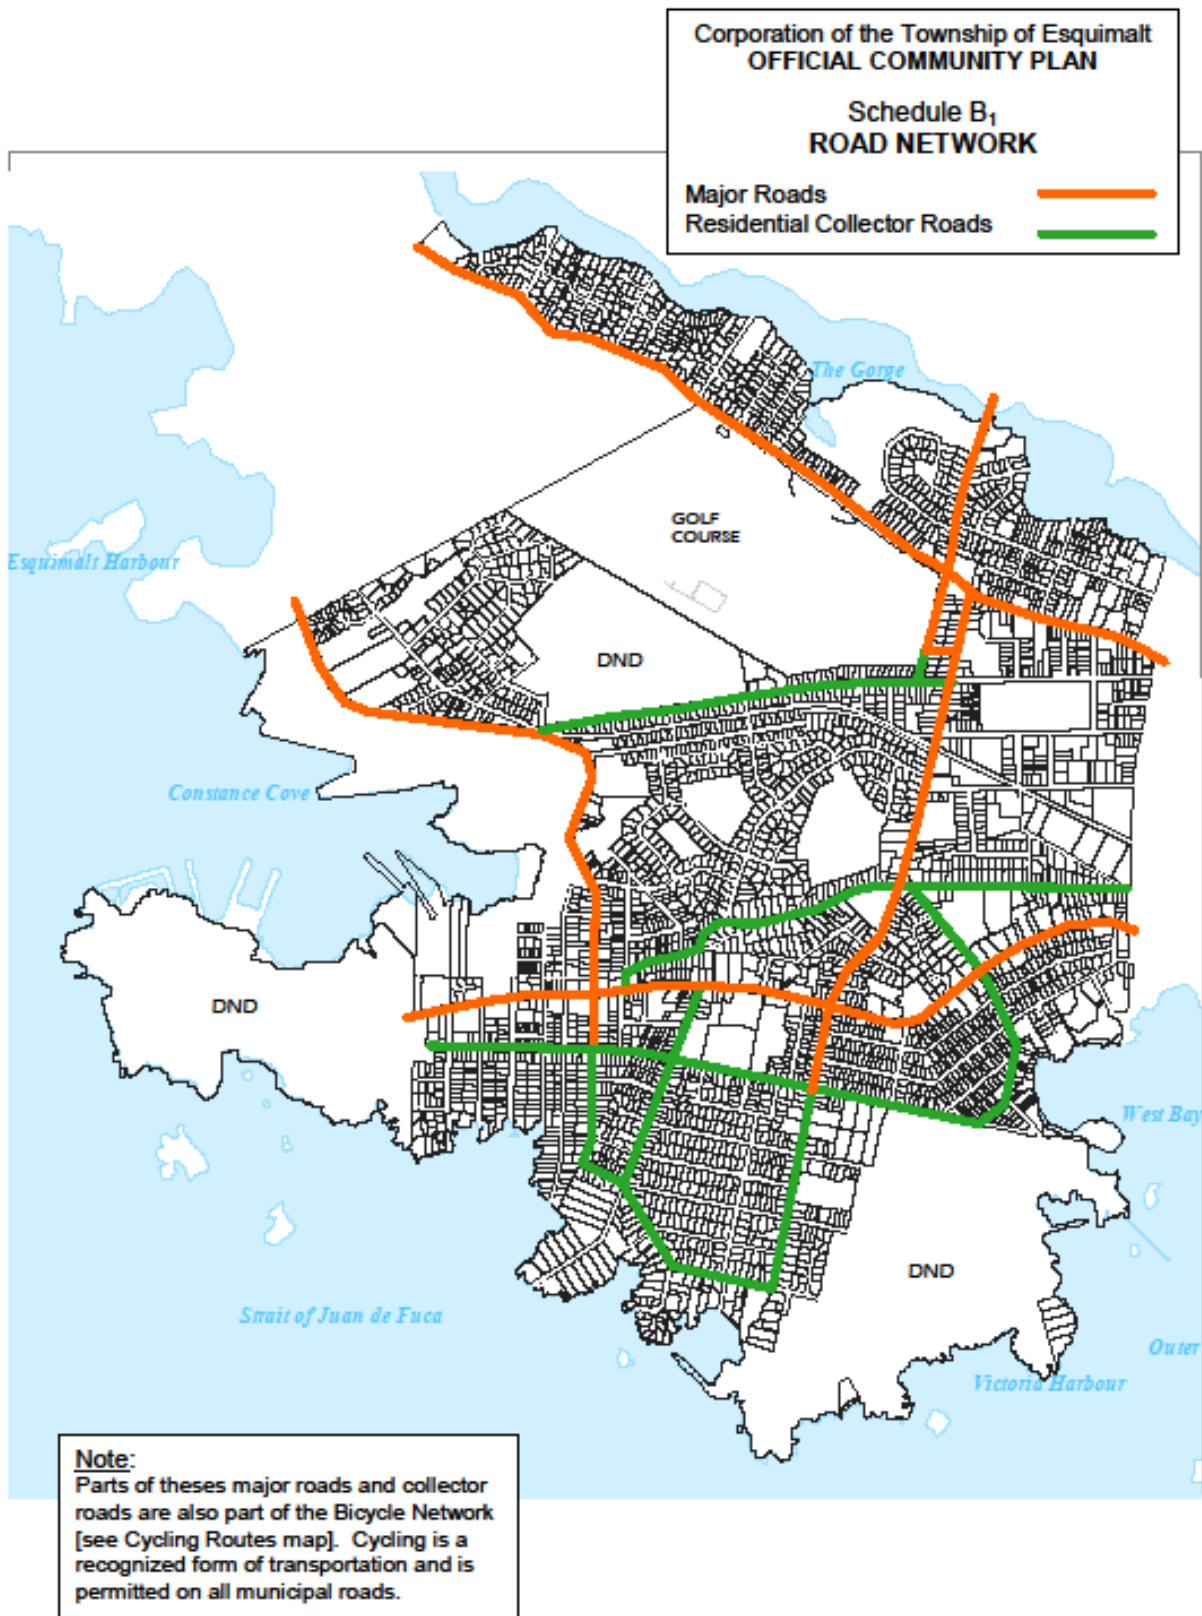 Corporation of the Township of Esquimalt
OFFICIAL COMMUNITY PLAN
Schedule B₁
ROAD NETWORK
Major Roads
Residential Collector Roads
The Gorge
GOLF
COURSE
Esquimalt Harbour
DND
Constance Cove
DND
West Bay
DND
Strait of Juan de Fuca
Outer
Victoria Harbour
Note:
Parts of theses major roads and collector
roads are also part of the Bicycle Network
[see Cycling Routes map]. Cycling is a
recognized form of transportation and is
permitted on all municipal roads.